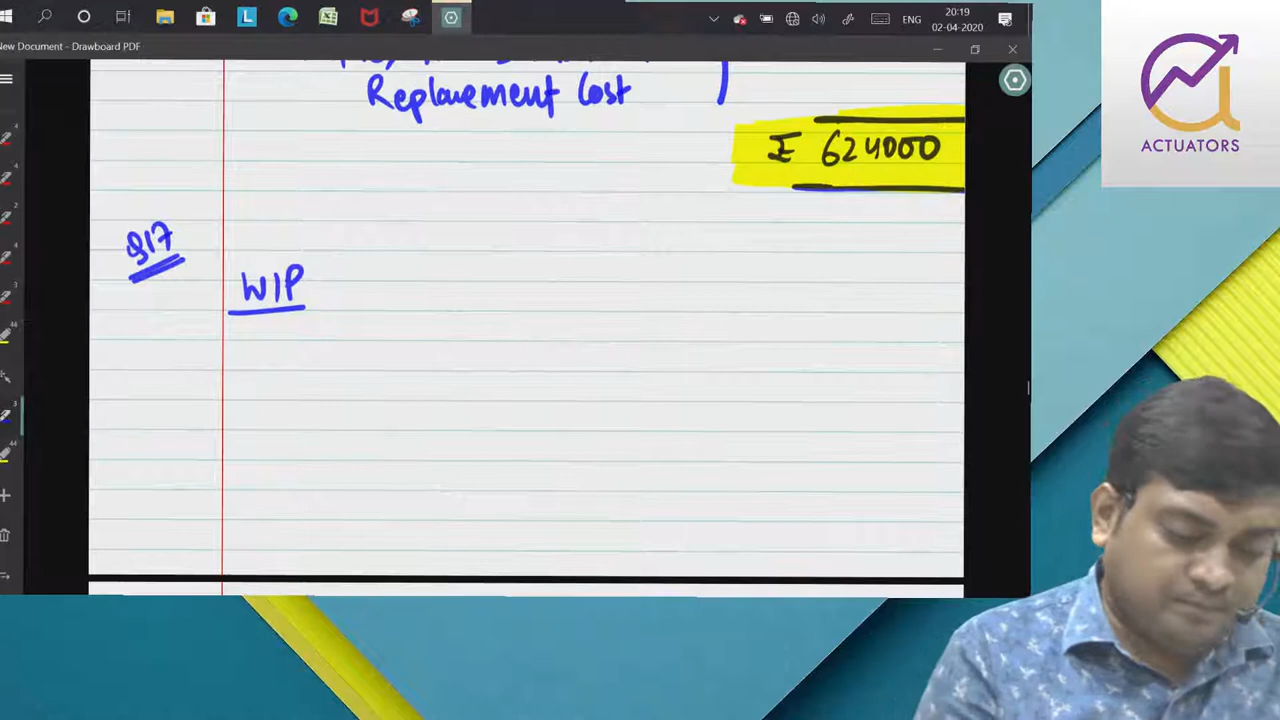 20:19
ENG
02-04-2020
New Document - Drawboard PDF
Replacement Cost
I 624000
Q17
WIP
ACTUATORS